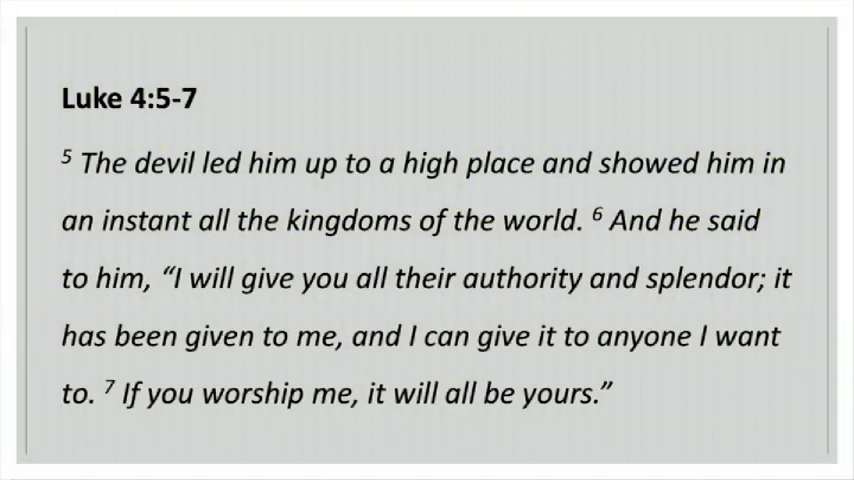 Luke 4:5-7
5 The devil led him up to a high place and showed him in
an instant all the kingdoms of the world. 6 And he said
to him, “I will give you all their authority and splendor; it
has been given to me, and I can give it to anyone I want
to. 7 If you worship me, it will all be yours.”